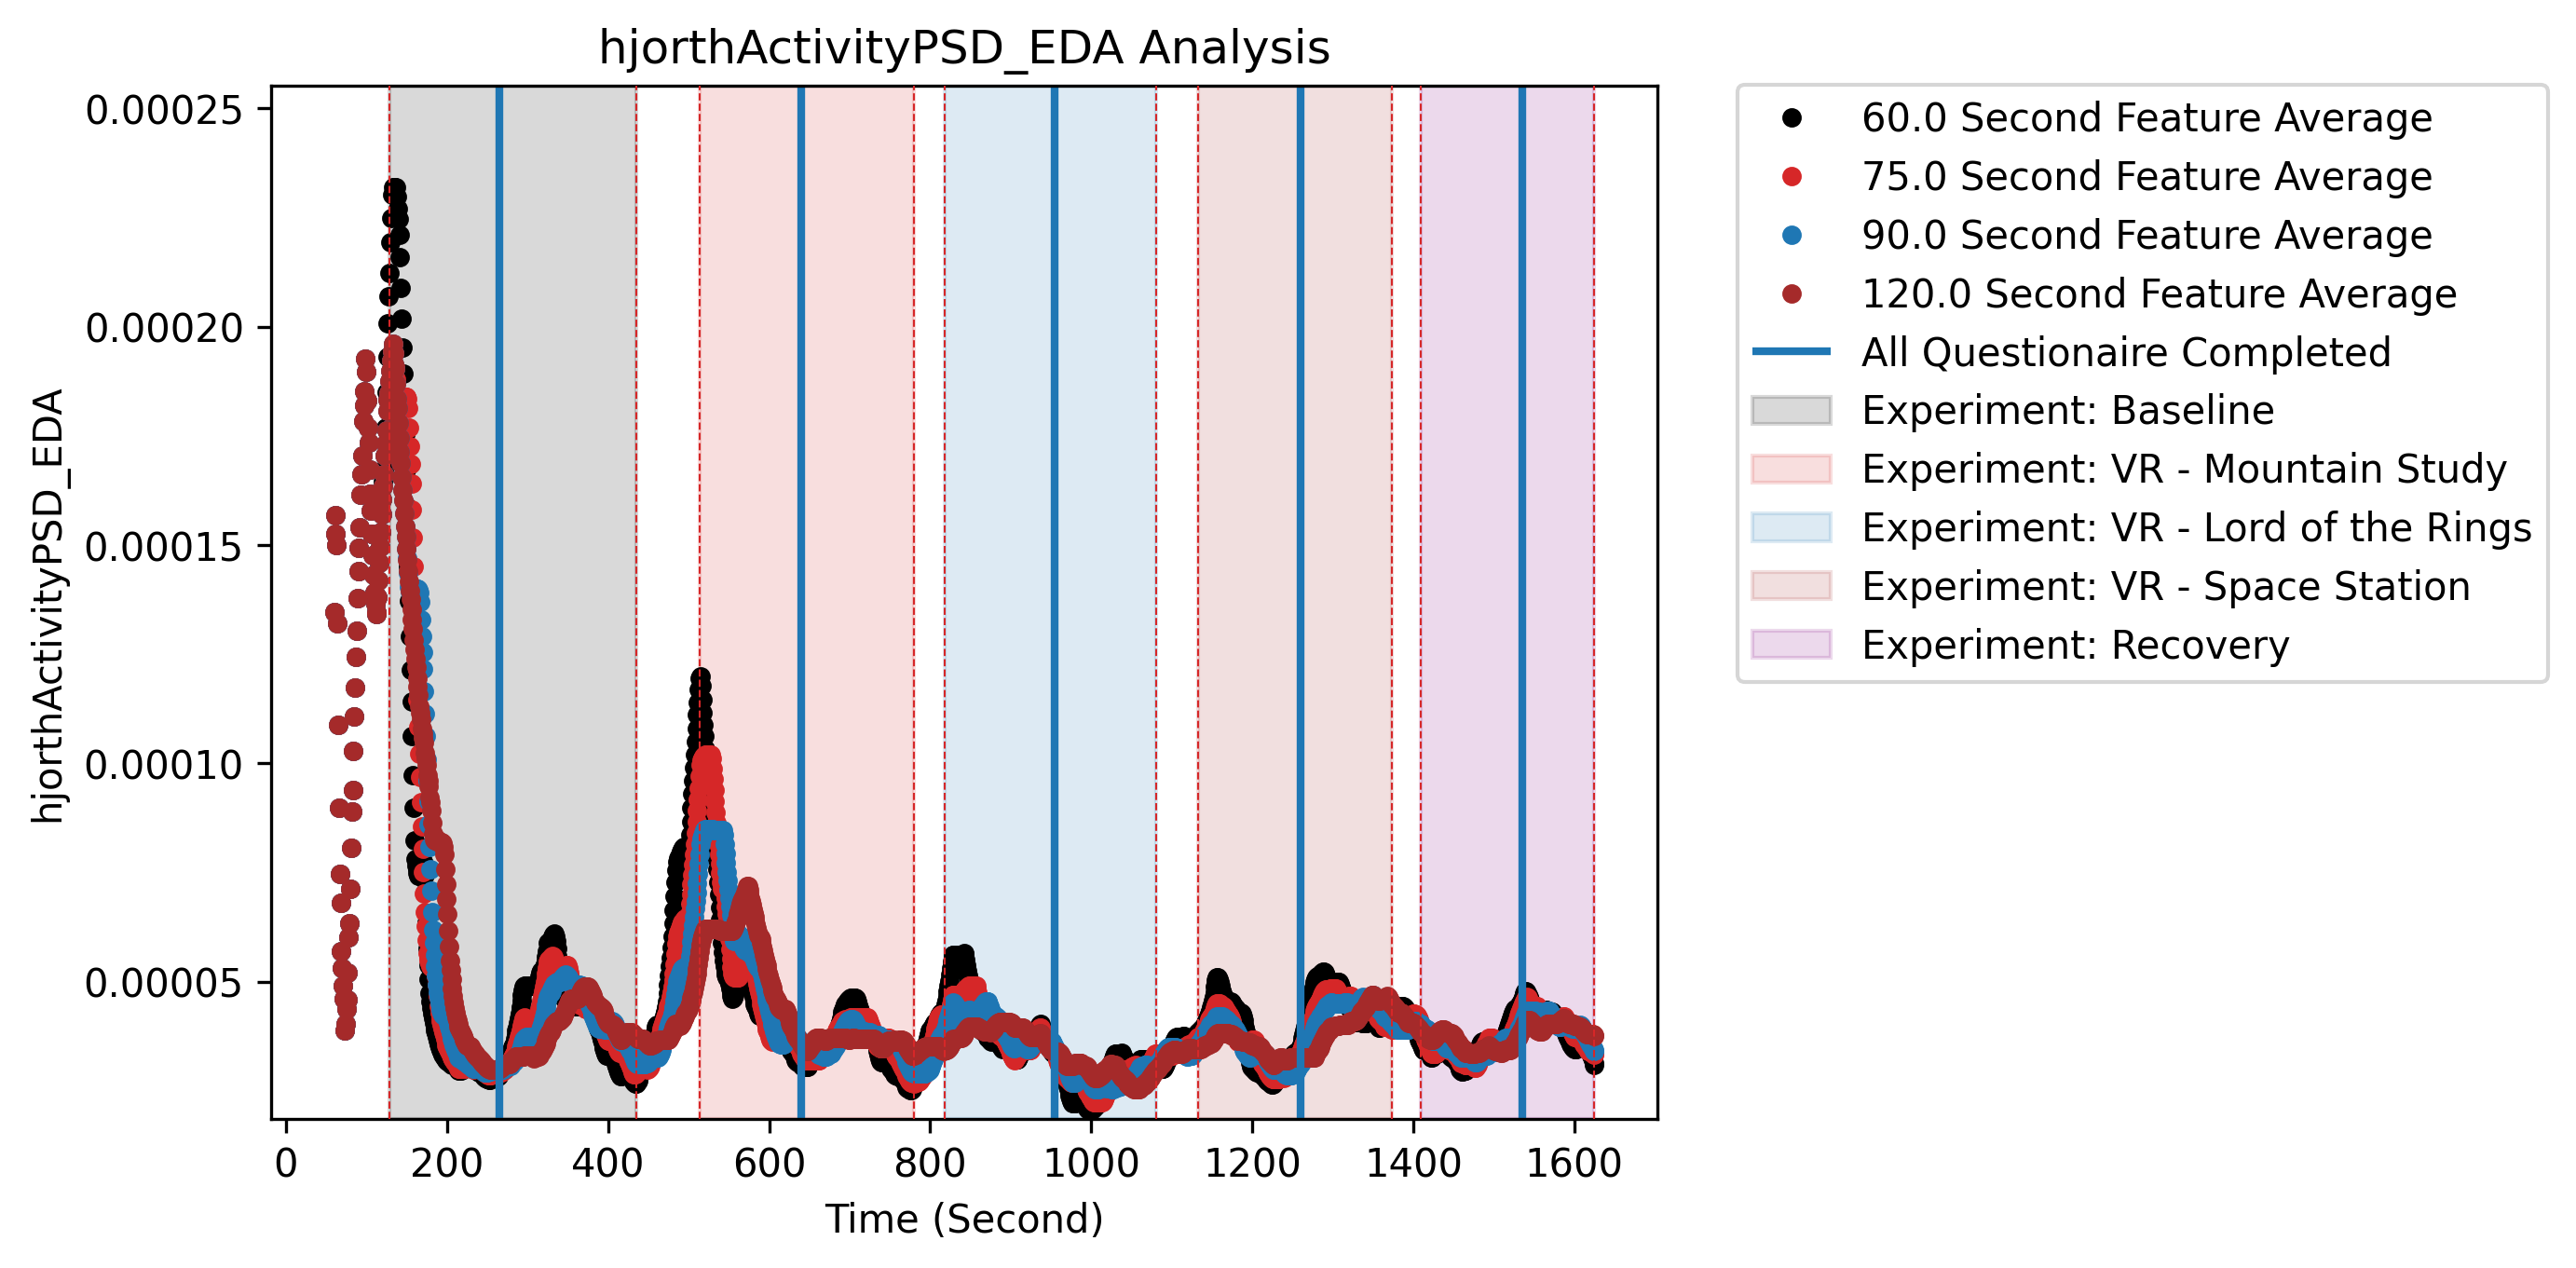 hjorthActivityPSD_EDA Analysis
hjorthActivityPSD_EDA
0.00025
0.00020
0.00015
0.00010
0.00005
0 200 400 600 800 1000 1200 1400 1600
Time (Second)
60.0 Second Feature Average
75.0 Second Feature Average
90.0 Second Feature Average
120.0 Second Feature Average
All Questionaire Completed
Experiment: Baseline
Experiment: VR - Mountain Study
Experiment: VR - Lord of the Rings
Experiment: VR - Space Station
Experiment: Recovery